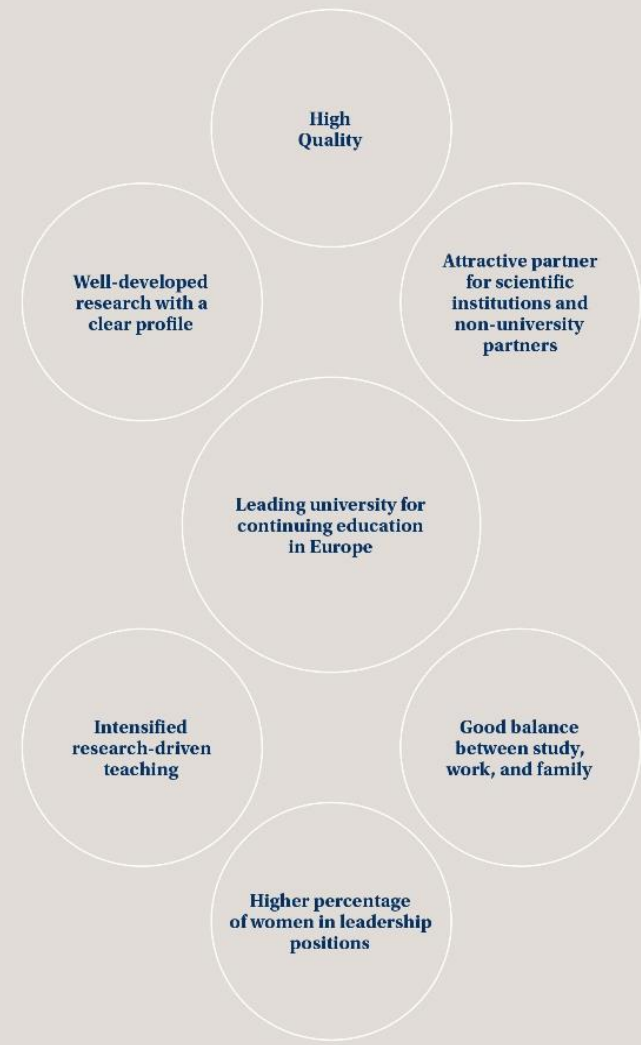 High
Quality
Well-developed
research with a
clear profile
Attractive partner
for scientific
institutions and
non-university
partners
Leading university for
continuing education
in Europe
Intensified
research-driven
teaching
Good balance
between study,
work, and family
Higher percentage
of women in leadership
positions